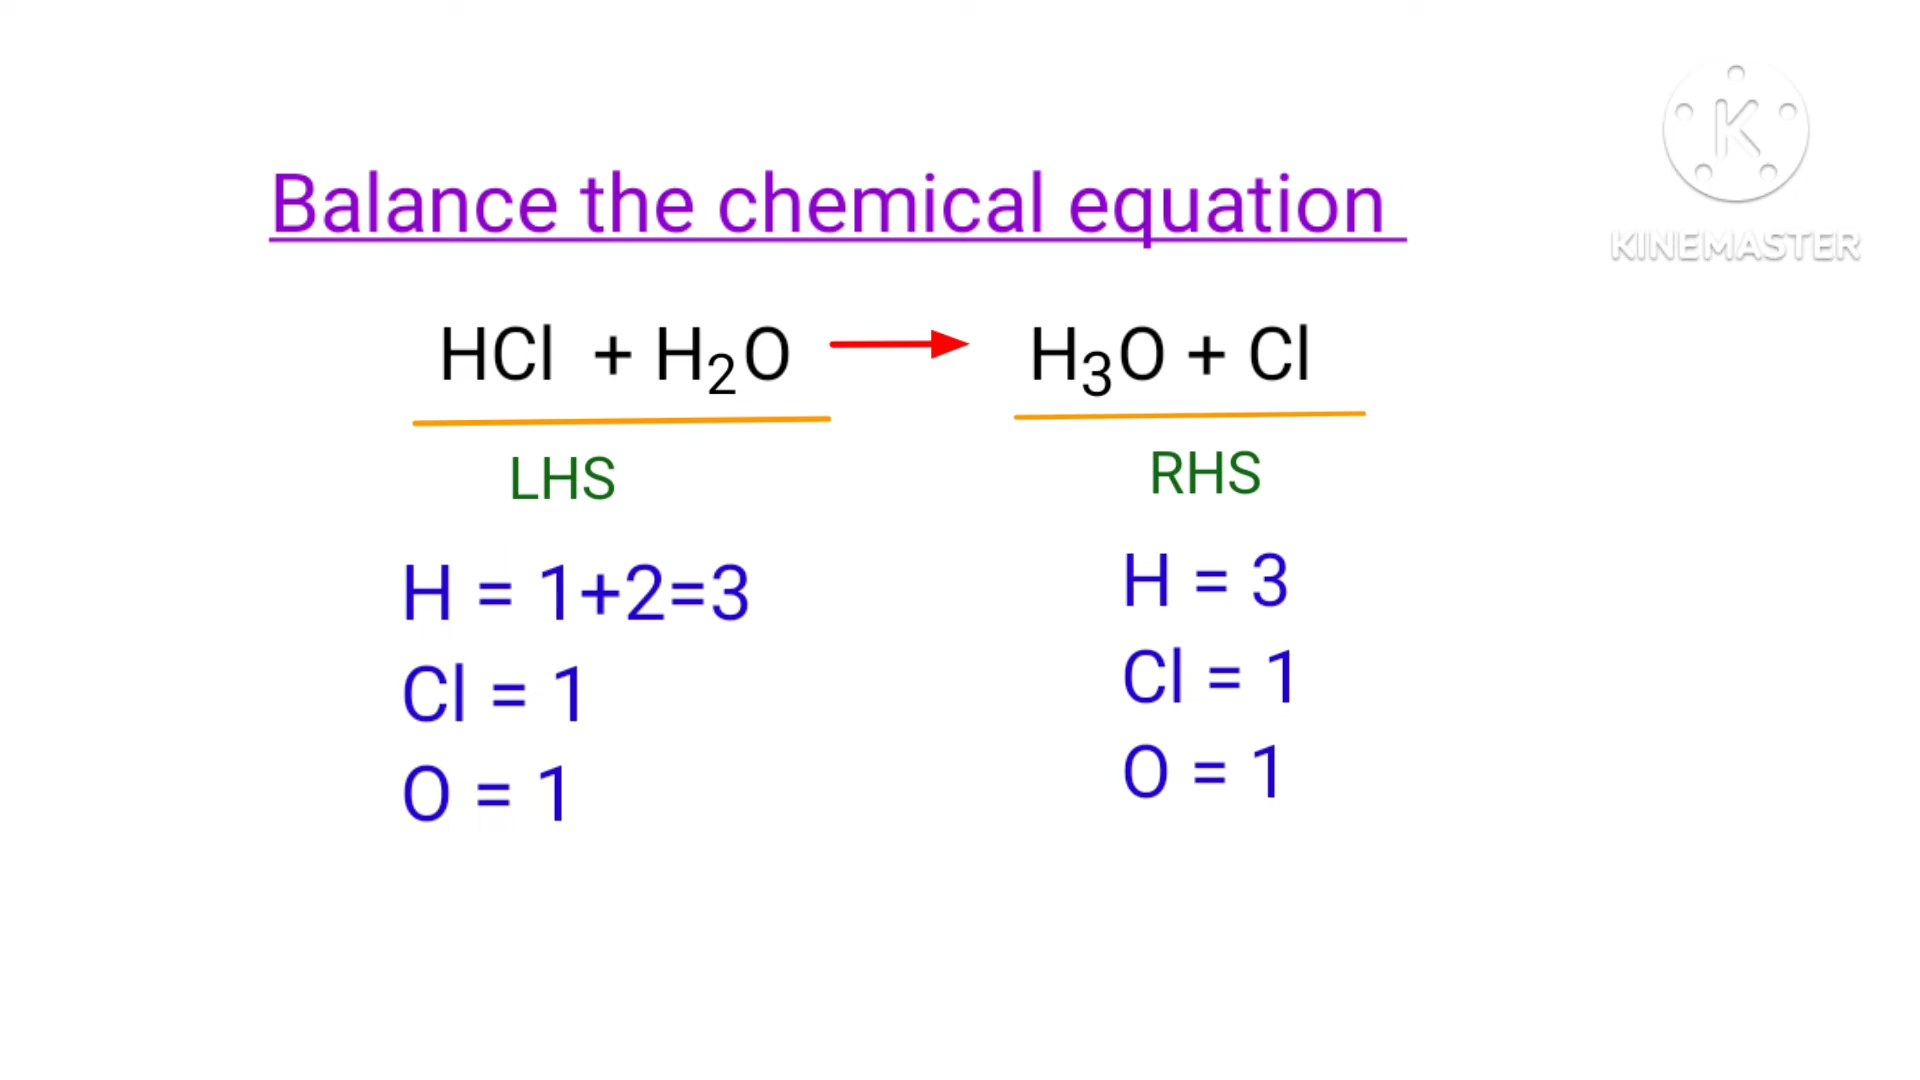 KINEMASTER
Balance the chemical equation
HCl + H₂O → H₃O + Cl
LHS RHS
H = 1+2=3 H = 3
Cl = 1 Cl = 1
O = 1 O = 1